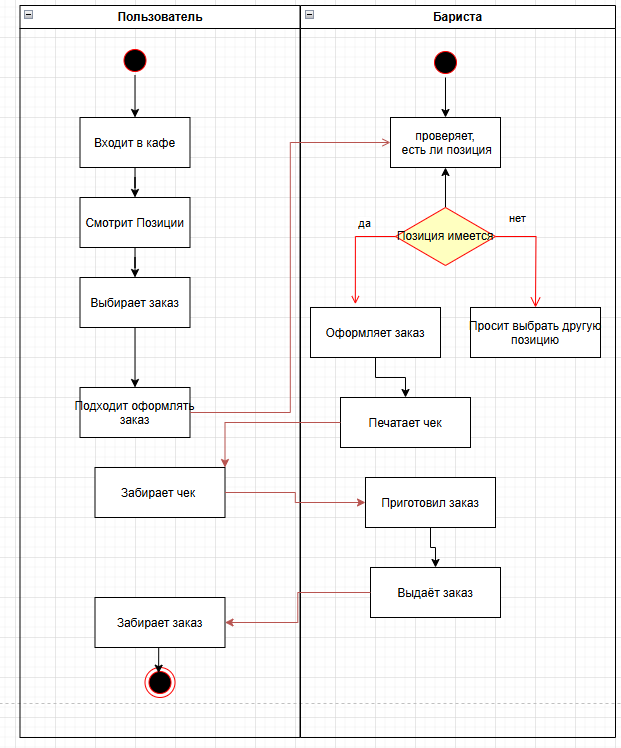 Пользователь
Бариста
Входит в кафе
проверяет,
есть ли позиция
Смотрит Позиции
да
нет
Позиция имеется
Выбирает заказ
Оформляет заказ
Просит выбрать другую
позицию
Подходит оформлять
заказ
Печатает чек
Забирает чек
Приготовил заказ
Выдаёт заказ
Забирает заказ